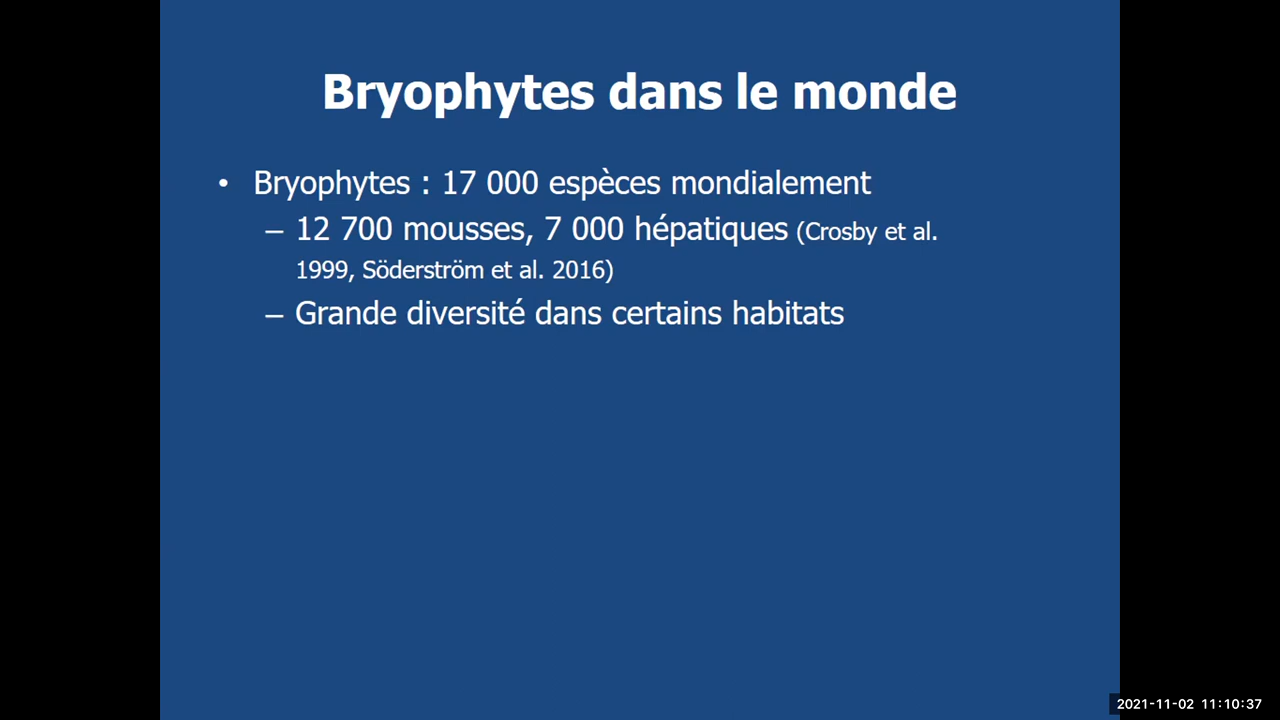 Bryophytes dans le monde
• Bryophytes : 17 000 espèces mondialement
– 12 700 mousses, 7 000 hépatiques (Crosby et al.
1999, Söderström et al. 2016)
– Grande diversité dans certains habitats
2021-11-02 11:10:37